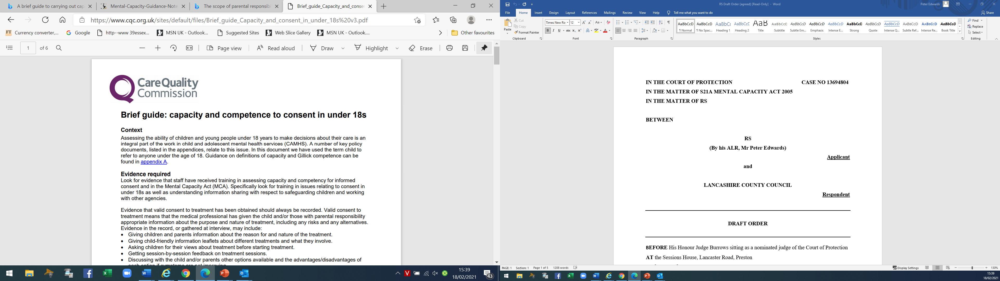 A brief guide to carrying out cap
Mental-Capacity-Guidance-Note
The scope of parental responsibi
Brief_guide_Capacity_and_conse
https://www.cqc.org.uk/sites/default/files/Brief_guide_Capacity_and_consent_in_under_18s%20v3.pdf
FT Currency converter,...
Google
http--www 39essex...
MSN UK - Outlook...
Suggested Sites
Web Slice Gallery
MSN UK - Outlook....
Other favourites
1 of 6
Page view
Read aloud
Draw
Highlight
Erase
CareQuality
Commission
Brief guide: capacity and competence to consent in under 18s
Context
Assessing the ability of children and young people under 18 years to make decisions about their care is an
integral part of the work in child and adolescent mental health services (CAMHS). A number of key policy
documents, listed in the appendices, relate to this issue. In this document we have used the term child to
refer to anyone under the age of 18. Guidance on definitions of capacity and Gillick competence can be
found in appendix A.
Evidence required
Look for evidence that staff have received training in assessing capacity and competency for informed
consent and in the Mental Capacity Act (MCA). Specifically look for training in issues relating to consent in
under 18s as well as understanding information sharing with respect to safeguarding children and working
with other agencies.
Evidence that valid consent to treatment has been obtained should always be recorded. Valid consent to
treatment means that the medical professional has given the child and/or those with parental responsibility
appropriate information about the purpose and nature of treatment, including any risks and any alternatives.
Evidence in the record, or gathered at interview, may include:
• Giving children and parents information about the reason for and nature of the treatment.
• Giving child-friendly information leaflets about different treatments and what they involve.
• Asking children for their views about treatment before starting treatment.
• Getting session-by-session feedback on treatment sessions.
• Discussing with the child and/or parents other options available and the advantages/disadvantages of
15:39
18/02/2021
43
RS Draft Order (agreed) [Read-Only] - Word
Peter Edwards
File Home Insert Design Layout References Mailings Review View Help Tell me what you want to do
Share
Paste
Cut
Copy
Format Painter
Clipboard
Times New Ro 12
Font
Paragraph
AaBbCcD AaBbCcD AaBbC( AaBbCcE AaB AaBbCcD AaBbCcD AaBbCcD AaBbCcD AaBbCcD AaBbCcD AaBbCcD AaBbCcD AaBbCcD AaBbCcD
¶ Normal ¶ No Spac... Heading 1 Heading 2 Title Subtitle Subtle Em... Emphasis Intense E... Strong Quote Intense Q... Subtle Ref... Intense Re... Book Title
Styles
Find
Replace
Select
Editing
IN THE COURT OF PROTECTION CASE NO 13694804
IN THE MATTER OF S21A MENTAL CAPACITY ACT 2005
IN THE MATTER OF RS
BETWEEN
RS
(By his ALR, Mr Peter Edwards)
Applicant
and
LANCASHIRE COUNTY COUNCIL
Respondent
DRAFT ORDER
BEFORE His Honour Judge Burrows sitting as a nominated judge of the Court of Protection
AT the Sessions House, Lancaster Road, Preston
PAGE: 1 Section: 1 Page 1 of 5 1208 words
Display Settings
130%
15:39
18/02/2021